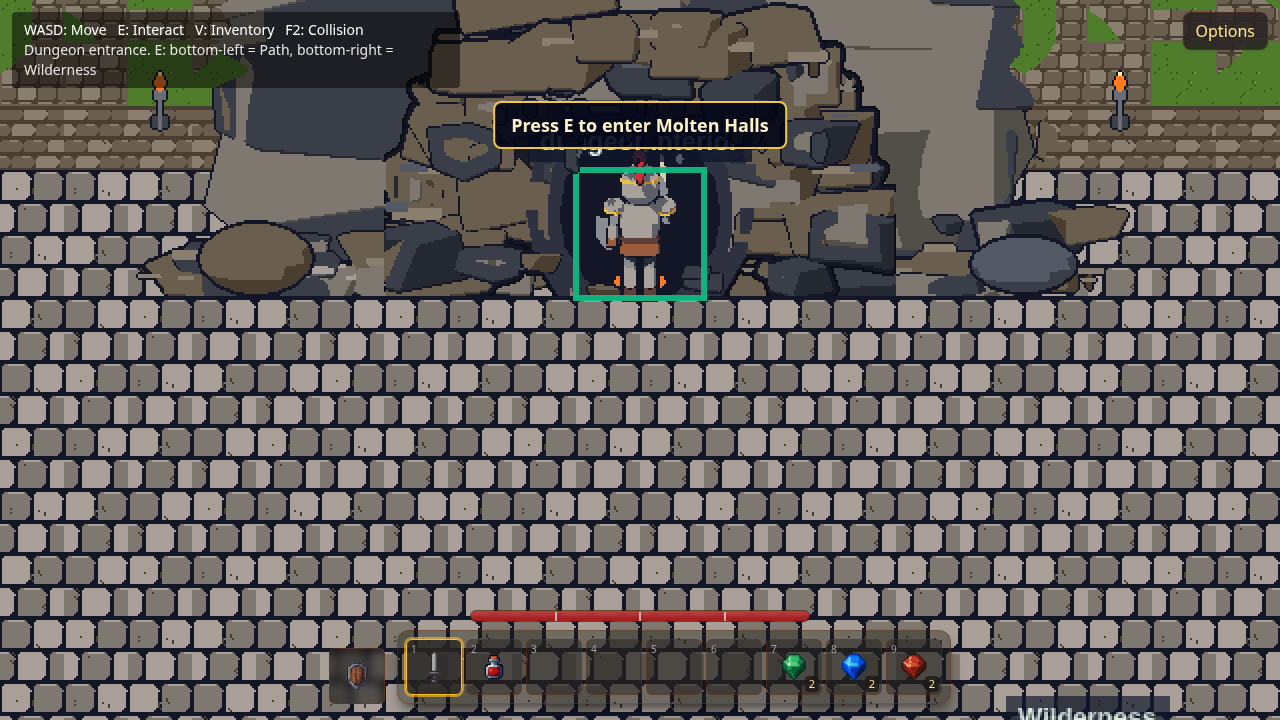 WASD: Move   E: Interact   V: Inventory   F2: Collision
Dungeon entrance. E: bottom-left = Path, bottom-right =
Wilderness
Options
Press E to enter Molten Halls
1 2 3 4 5 6 7 8 9
2 2 2
Wilderness